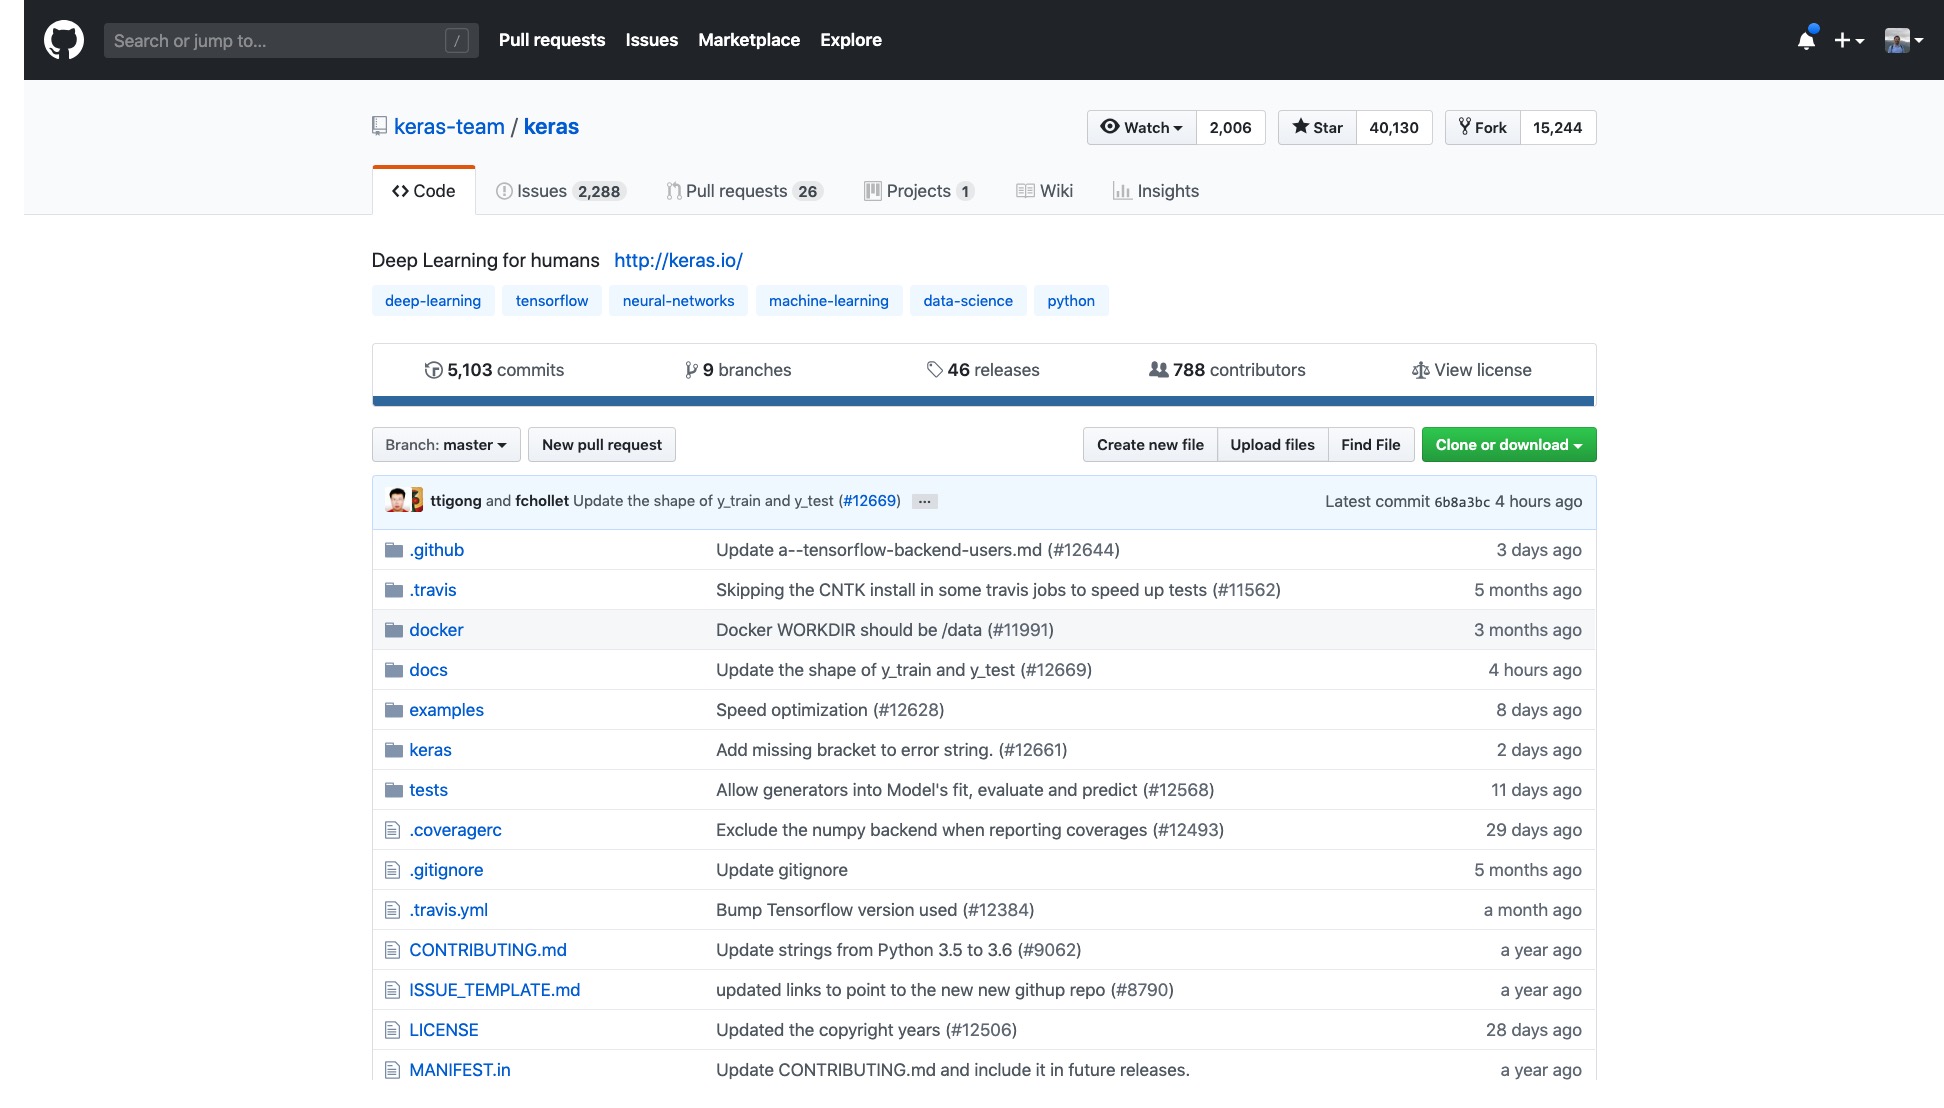 Search or jump to... / Pull requests Issues Marketplace Explore
keras-team / keras Watch 2,006 Star 40,130 Fork 15,244
Code Issues 2,288 Pull requests 26 Projects 1 Wiki Insights
Deep Learning for humans http://keras.io/
deep-learning tensorflow neural-networks machine-learning data-science python
5,103 commits 9 branches 46 releases 788 contributors View license
Branch: master New pull request Create new file Upload files Find File Clone or download
ttigong and fchollet Update the shape of y_train and y_test (#12669) ... Latest commit 6b8a3bc 4 hours ago
.github Update a--tensorflow-backend-users.md (#12644) 3 days ago
.travis Skipping the CNTK install in some travis jobs to speed up tests (#11562) 5 months ago
docker Docker WORKDIR should be /data (#11991) 3 months ago
docs Update the shape of y_train and y_test (#12669) 4 hours ago
examples Speed optimization (#12628) 8 days ago
keras Add missing bracket to error string. (#12661) 2 days ago
tests Allow generators into Model's fit, evaluate and predict (#12568) 11 days ago
.coveragerc Exclude the numpy backend when reporting coverages (#12493) 29 days ago
.gitignore Update gitignore 5 months ago
.travis.yml Bump Tensorflow version used (#12384) a month ago
CONTRIBUTING.md Update strings from Python 3.5 to 3.6 (#9062) a year ago
ISSUE_TEMPLATE.md updated links to point to the new new githup repo (#8790) a year ago
LICENSE Updated the copyright years (#12506) 28 days ago
MANIFEST.in Update CONTRIBUTING.md and include it in future releases. a year ago